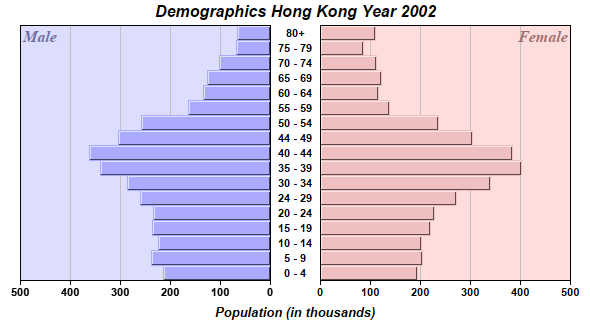 Demographics Hong Kong Year 2002
Male
Female
80+
75 - 79
70 - 74
65 - 69
60 - 64
55 - 59
50 - 54
44 - 49
40 - 44
35 - 39
30 - 34
24 - 29
20 - 24
15 - 19
10 - 14
5 - 9
0 - 4
500 400 300 200 100 0 0 100 200 300 400 500
Population (in thousands)